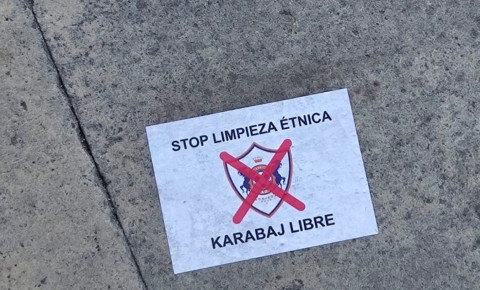 STOP LIMPIEZA ÉTNICA
KARABAJ LIBRE